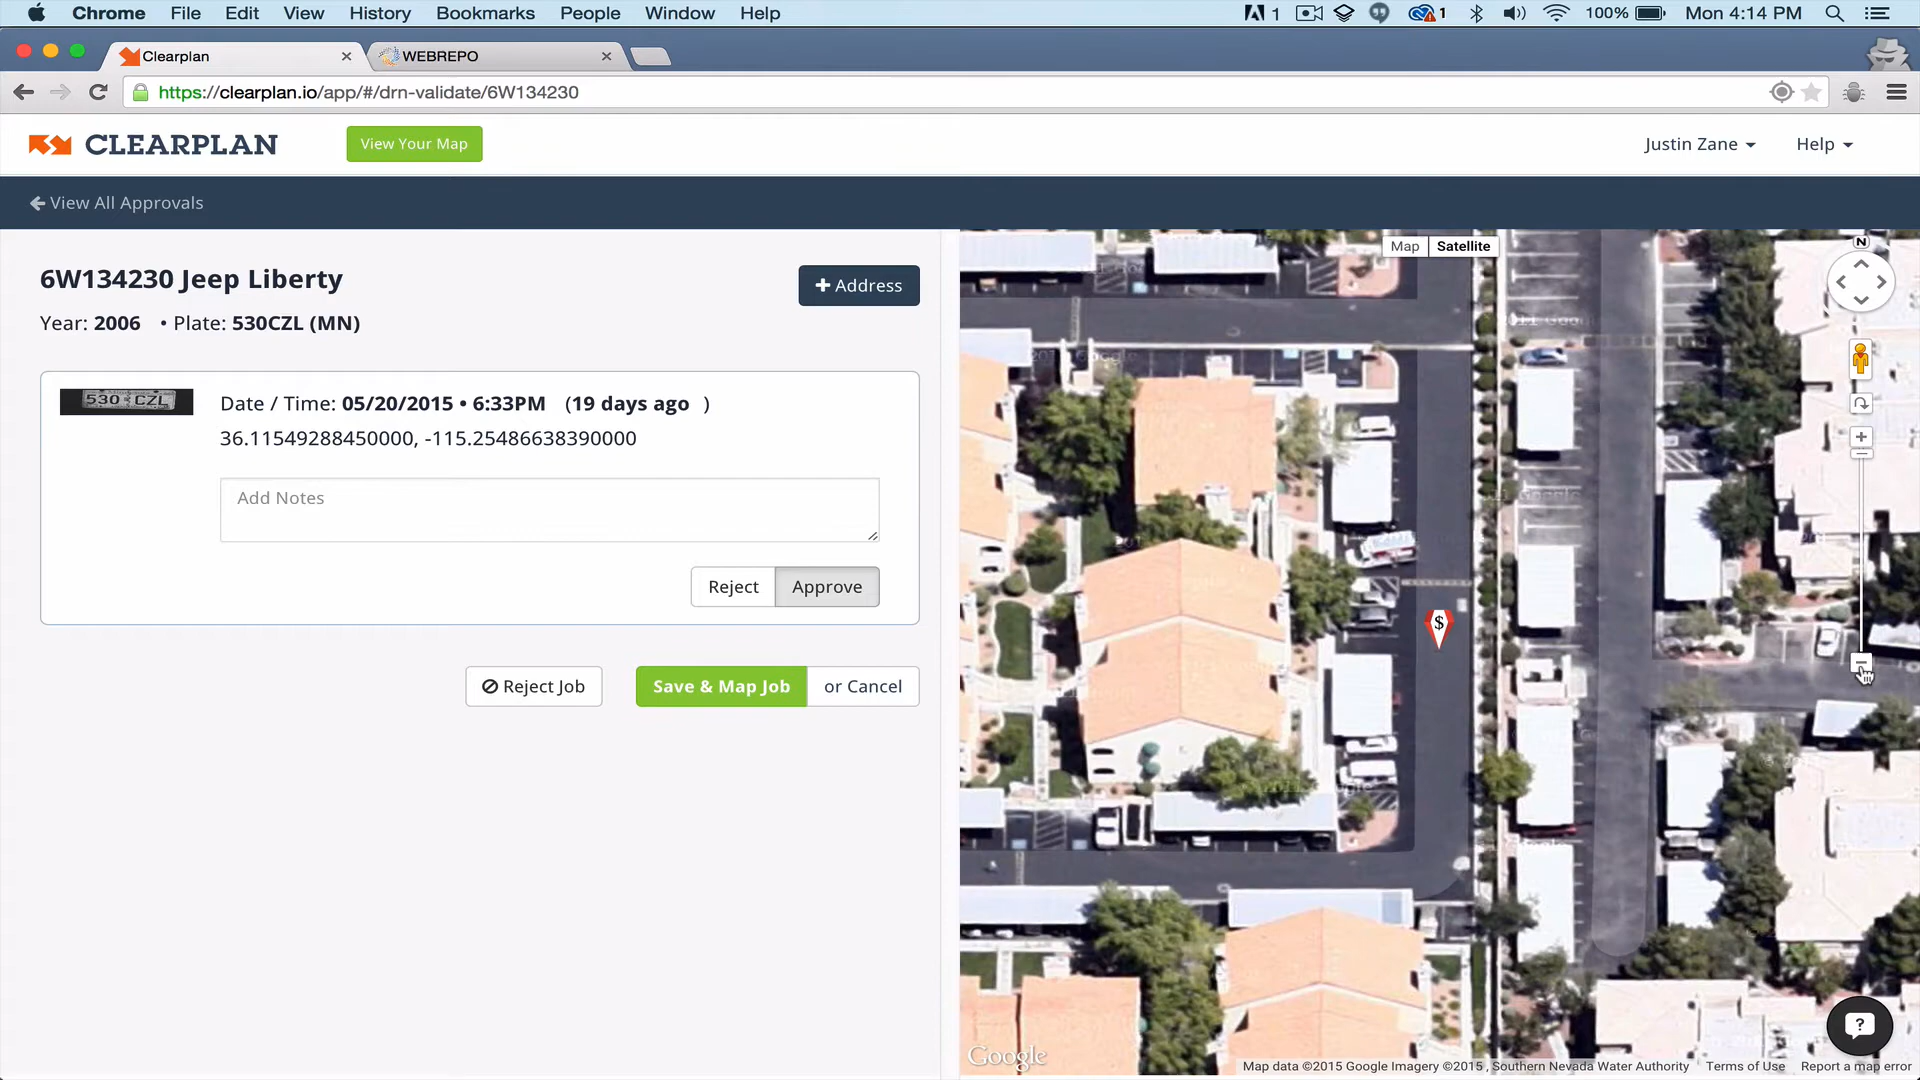 Chrome File Edit View History Bookmarks People Window Help 1 1 100% Mon 4:14 PM
Clearplan WEBREPO
https://clearplan.io/app/#/drn-validate/6W134230
CLEARPLAN View Your Map Justin Zane Help
View All Approvals
Map Satellite
N
6W134230 Jeep Liberty
+ Address
Year: 2006 • Plate: 530CZL (MN)
530 CZL
Date / Time: 05/20/2015 • 6:33PM (19 days ago )
36.11549288450000, -115.25486638390000
Add Notes
Reject Approve
$
Reject Job Save & Map Job or Cancel
?
Google
Map data ©2015 Google Imagery ©2015 , Southern Nevada Water Authority Terms of Use Report a map error